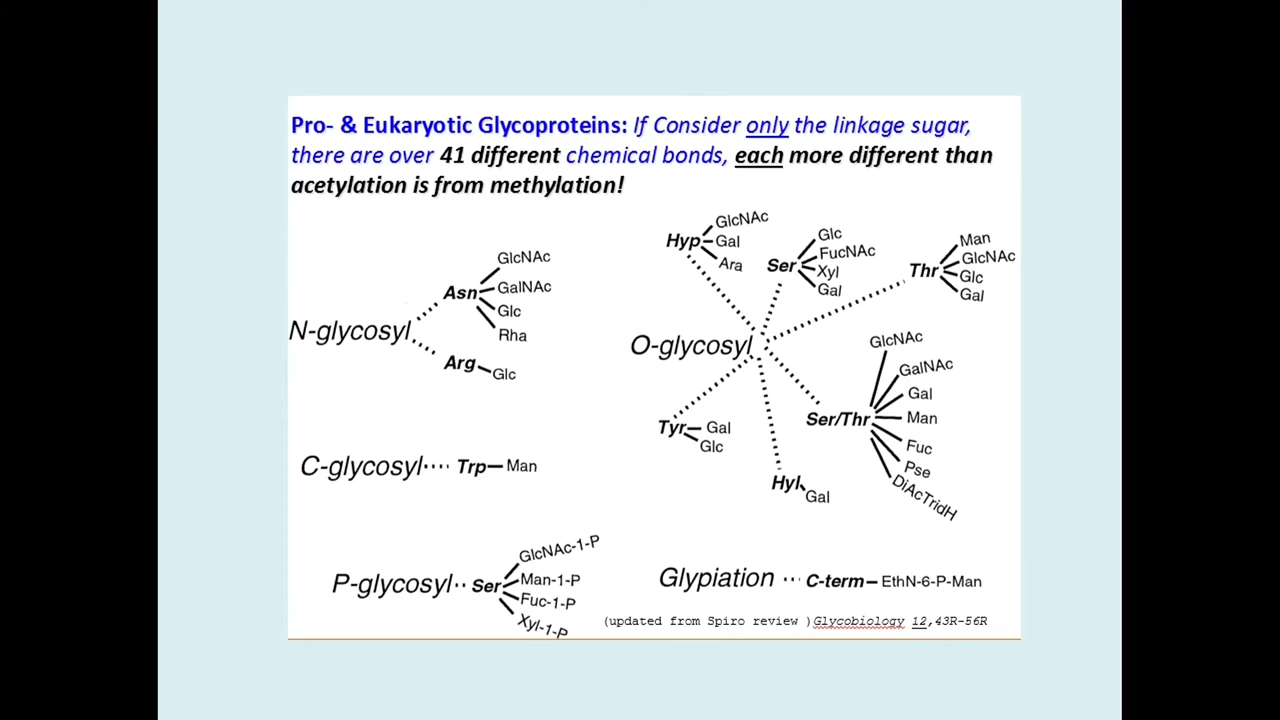 Pro- & Eukaryotic Glycoproteins: If Consider only the linkage sugar,
there are over 41 different chemical bonds, each more different than
acetylation is from methylation!
N-glycosyl
Asn
GlcNAc
GalNAc
Glc
Rha
Arg
Glc
O-glycosyl
Hyp
GlcNAc
Gal
Ara
Ser
Glc
FucNAc
Xyl
Gal
Thr
Man
GlcNAc
Glc
Gal
Ser/Thr
GlcNAc
GalNAc
Gal
Man
Fuc
Pse
DiAcTridH
Tyr
Gal
Glc
Hyl
Gal
C-glycosyl
Trp
Man
P-glycosyl
Ser
GlcNAc-1-P
Man-1-P
Fuc-1-P
Xyl-1-P
Glypiation
C-term
EthN-6-P-Man
(updated from Spiro review )Glycobiology 12,43R-56R